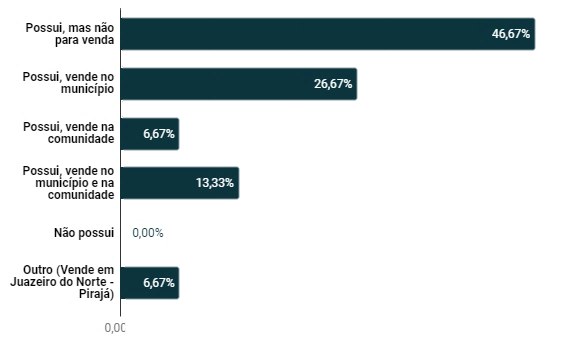 Possui, mas não
para venda
46,67%
Possui, vende no
município
26,67%
Possui, vende na
comunidade
6,67%
Possui, vende no
município e na
comunidade
13,33%
Não possui
0,00%
Outro (Vende em
Juazeiro do Norte -
Pirajá)
6,67%
0,00